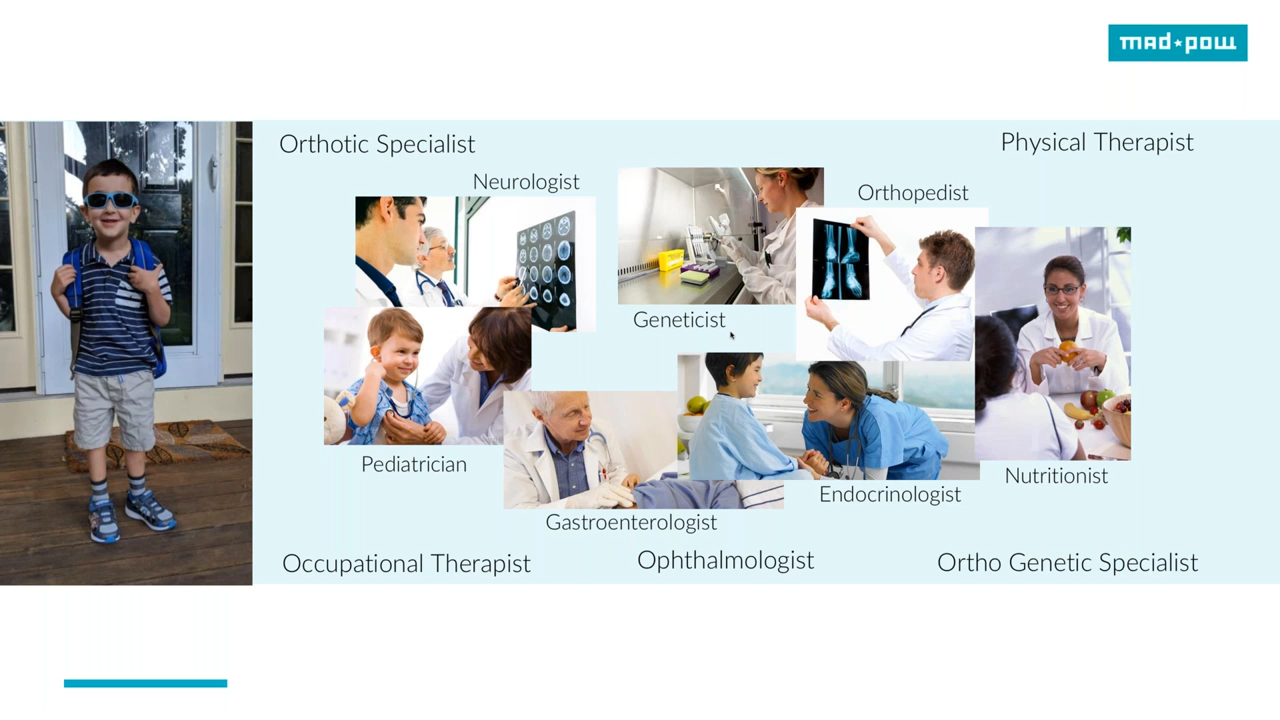 mad★pow
Orthotic Specialist
Physical Therapist
Neurologist
Orthopedist
Geneticist
Pediatrician
Nutritionist
Endocrinologist
Gastroenterologist
Occupational Therapist
Ophthalmologist
Ortho Genetic Specialist